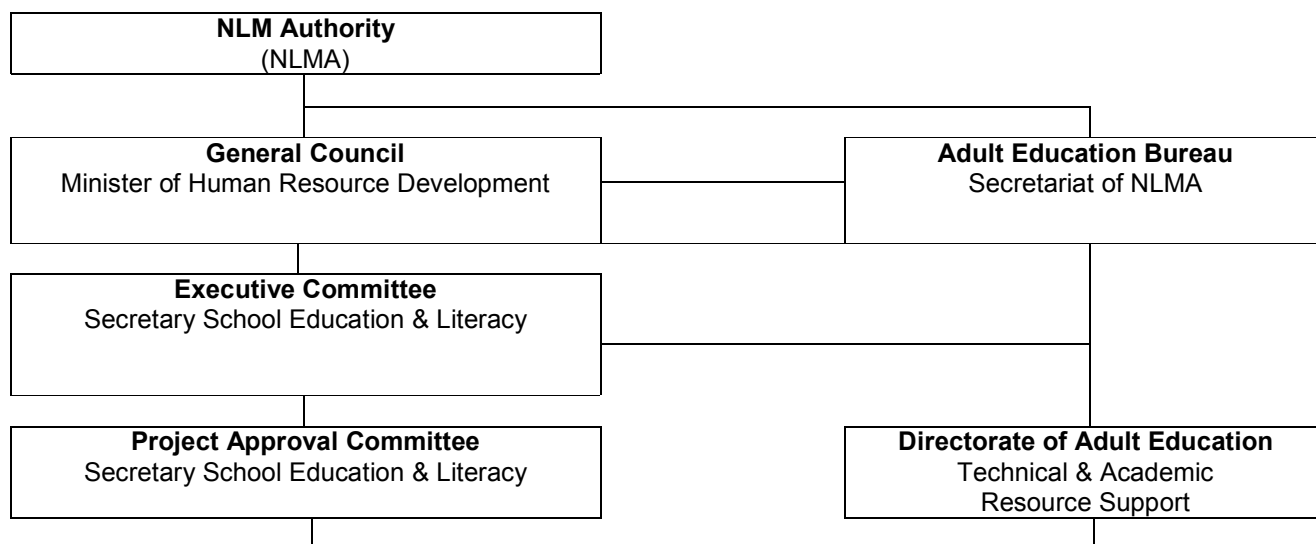 NLM Authority
(NLMA)
General Council
Minister of Human Resource Development
Adult Education Bureau
Secretariat of NLMA
Executive Committee
Secretary School Education & Literacy
Project Approval Committee
Secretary School Education & Literacy
Directorate of Adult Education
Technical & Academic
Resource Support